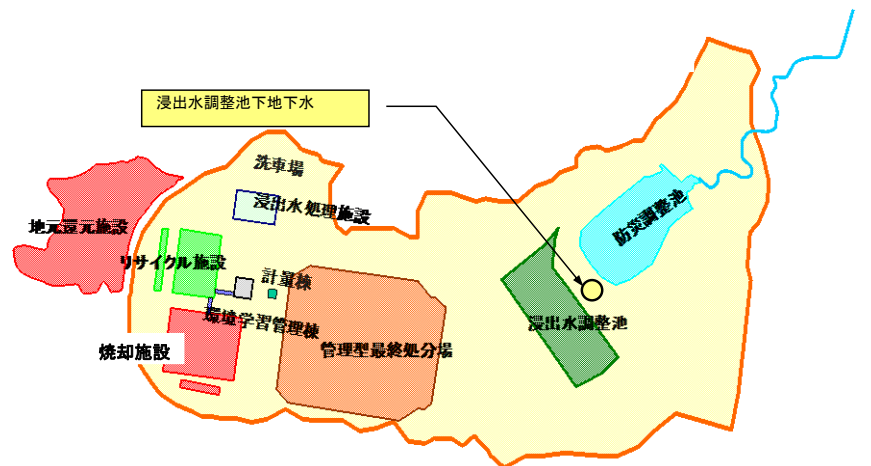 浸出水調整池下地下水
洗車場
浸出水処理施設
地元還元施設
防災調整池
リサイクル施設
計量棟
環境学習管理棟
浸出水調整池
焼却施設
管理型最終処分場